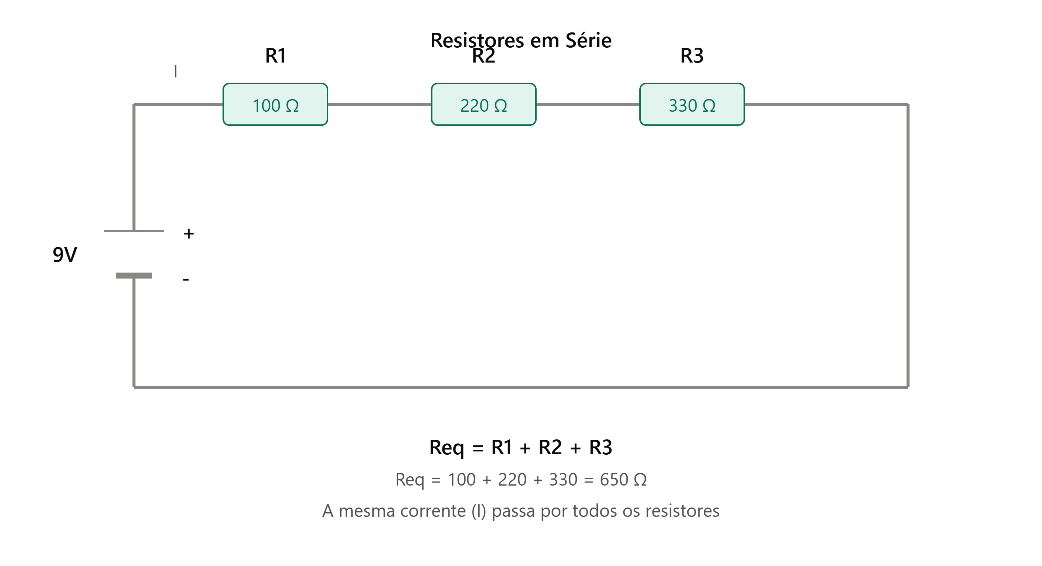 Resistores em Série
R1 R2 R3
I
100 Ω 220 Ω 330 Ω
+
9V
-
Req = R1 + R2 + R3
Req = 100 + 220 + 330 = 650 Ω
A mesma corrente (I) passa por todos os resistores